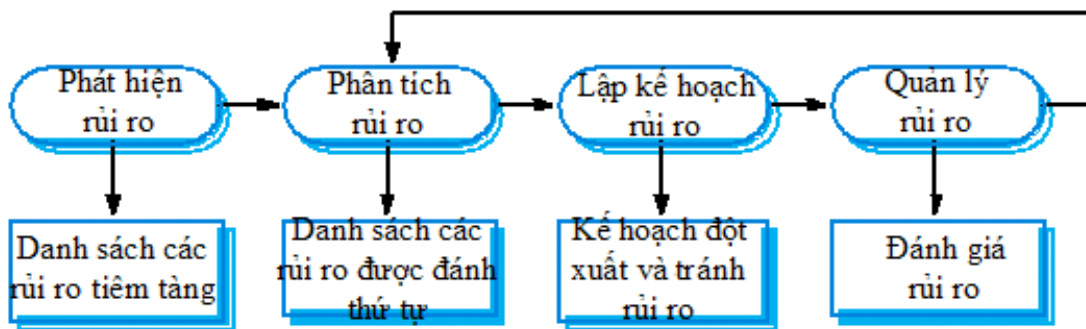 Phát hiện
rủi ro
Phân tích
rủi ro
Lập kế hoạch
rủi ro
Quản lý
rủi ro
Danh sách các
rủi ro tiêm tàng
Danh sách các
rủi ro được đánh
thứ tự
Kế hoạch đột
xuất và tránh
rủi ro
Đánh giá
rủi ro